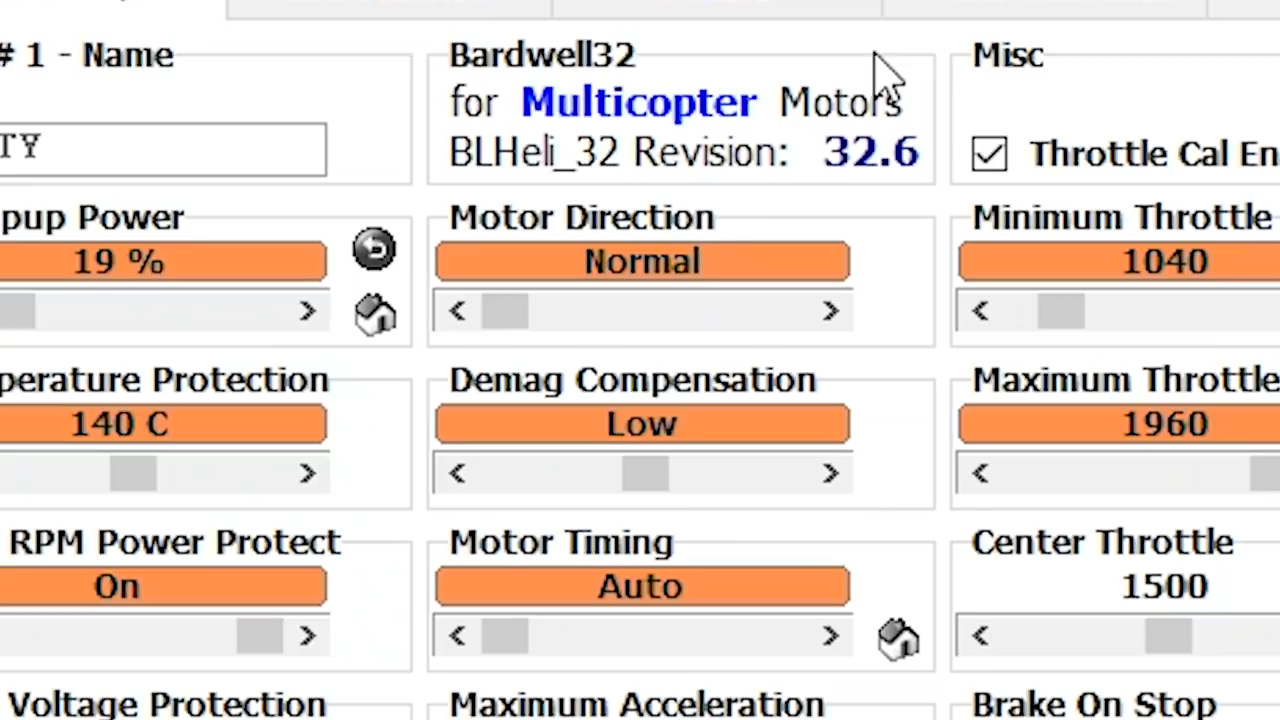 # 1 - Name
Bardwell32
Misc
for Multicopter Motors
TY
BLHeli_32 Revision: 32.6
Throttle Cal En
pup Power
Motor Direction
Minimum Throttle
19 %
Normal
1040
perature Protection
Demag Compensation
Maximum Throttle
140 C
Low
1960
RPM Power Protect
Motor Timing
Center Throttle
On
Auto
1500
Voltage Protection
Maximum Acceleration
Brake On Stop